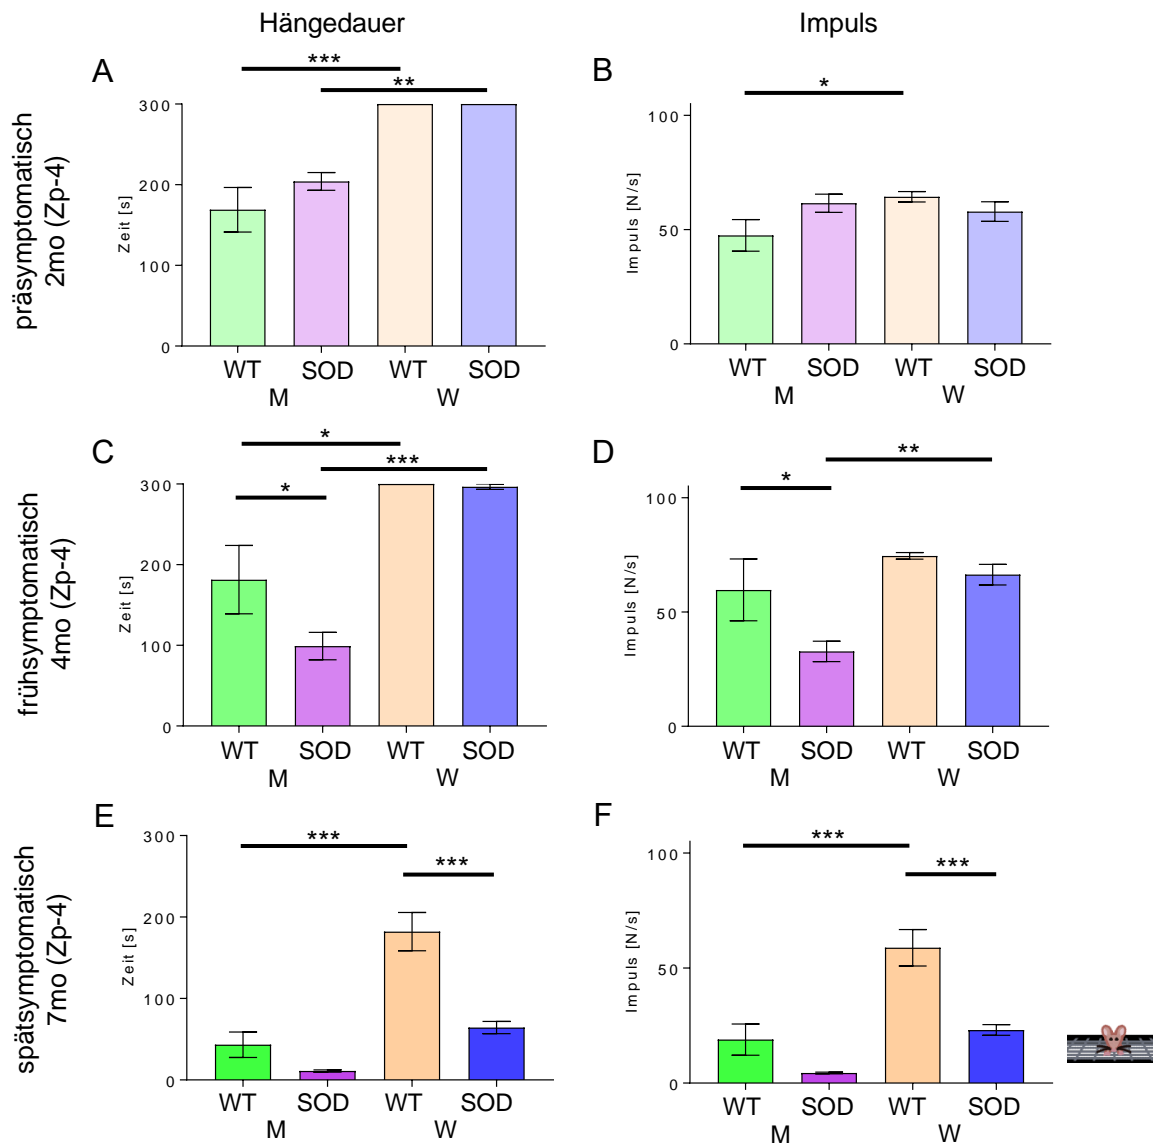 Hängedauer
Impuls
präsymptomatisch
2mo (Zp-4)
A
***
**
Zeit [s]
300
200
100
0
WT SOD WT SOD
M W
B
*
Impuls [N/s]
100
50
0
WT SOD WT SOD
M W
frühsymptomatisch
4mo (Zp-4)
C
*
***
*
Zeit [s]
300
200
100
0
WT SOD WT SOD
M W
D
**
*
Impuls [N/s]
100
50
0
WT SOD WT SOD
M W
spätsymptomatisch
7mo (Zp-4)
E
***
***
Zeit [s]
300
200
100
0
WT SOD WT SOD
M W
F
***
***
Impuls [N/s]
100
50
0
WT SOD WT SOD
M W